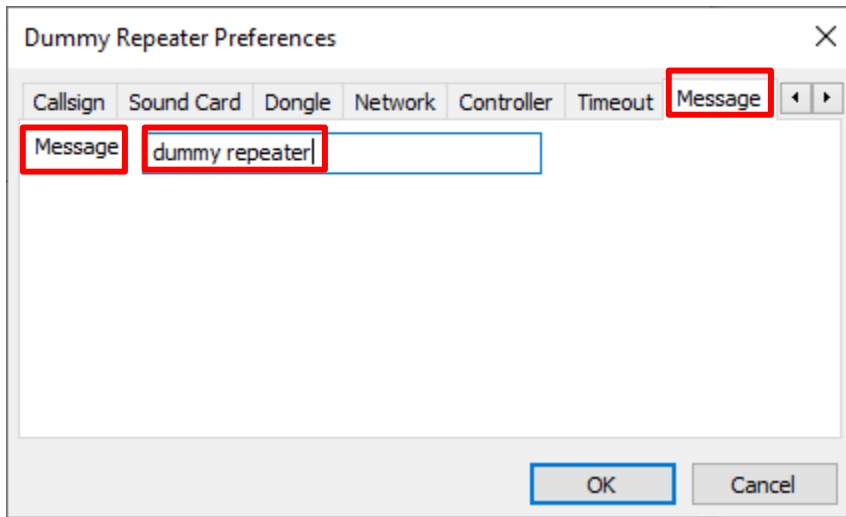 Dummy Repeater Preferences
Callsign Sound Card Dongle Network Controller Timeout Message
Message dummy repeater
OK Cancel